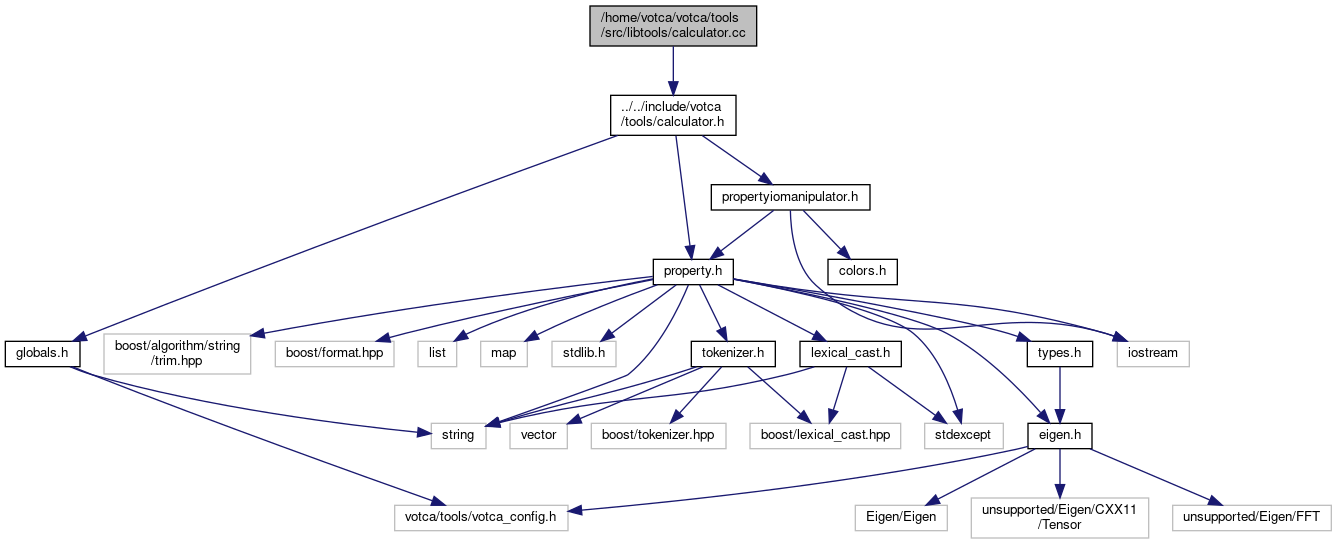 /home/votca/votca/tools
/src/libtools/calculator.cc
../../include/votca
/tools/calculator.h
propertyiomanipulator.h
property.h
colors.h
globals.h
boost/algorithm/string
/trim.hpp
boost/format.hpp
list
map
stdlib.h
tokenizer.h
lexical_cast.h
types.h
iostream
string
vector
boost/tokenizer.hpp
boost/lexical_cast.hpp
stdexcept
eigen.h
votca/tools/votca_config.h
Eigen/Eigen
unsupported/Eigen/CXX11
/Tensor
unsupported/Eigen/FFT